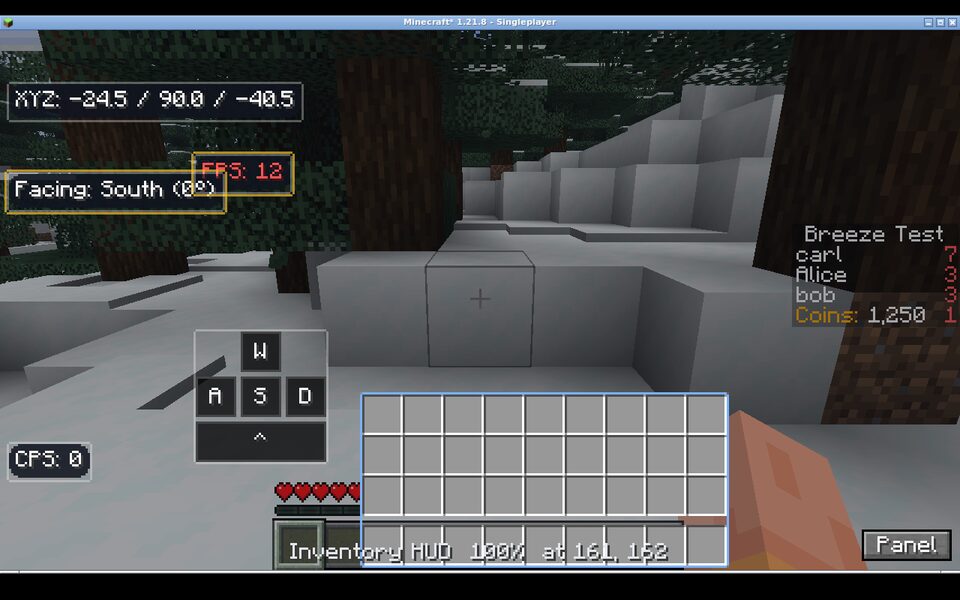 Minecraft* 1.21.8 - Singleplayer
XYZ: -24.5 / 90.0 / -40.5
FPS: 12
Facing: South (0º)
Breeze Test
carl 7
Alice 3
bob 3
Coins: 1,250 1
W
A S D
^
CPS: 0
Inventory HUD 100% at 161, 162
Panel